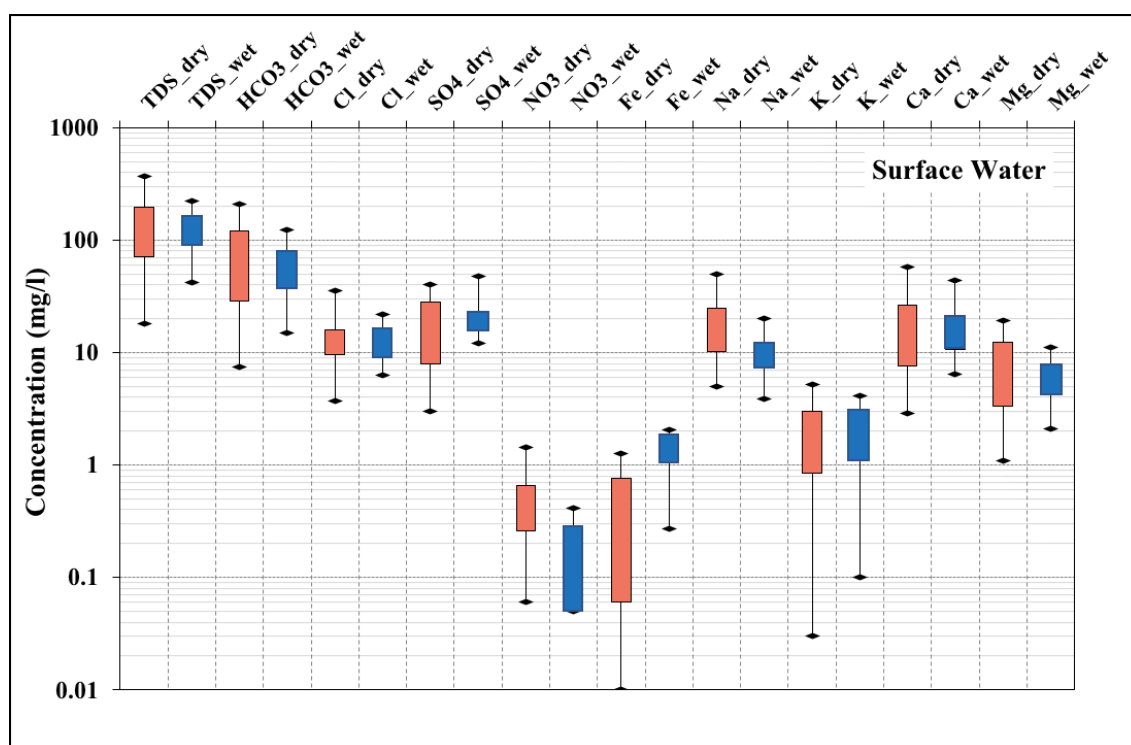 TDS_dry
TDS_wet
HCO3_dry
HCO3_wet
Cl_dry
Cl_wet
SO4_dry
SO4_wet
NO3_dry
NO3_wet
Fe_dry
Fe_wet
Na_dry
Na_wet
K_dry
K_wet
Ca_dry
Ca_wet
Mg_dry
Mg_wet
Surface Water
Concentration (mg/l)
1000
100
10
1
0.1
0.01